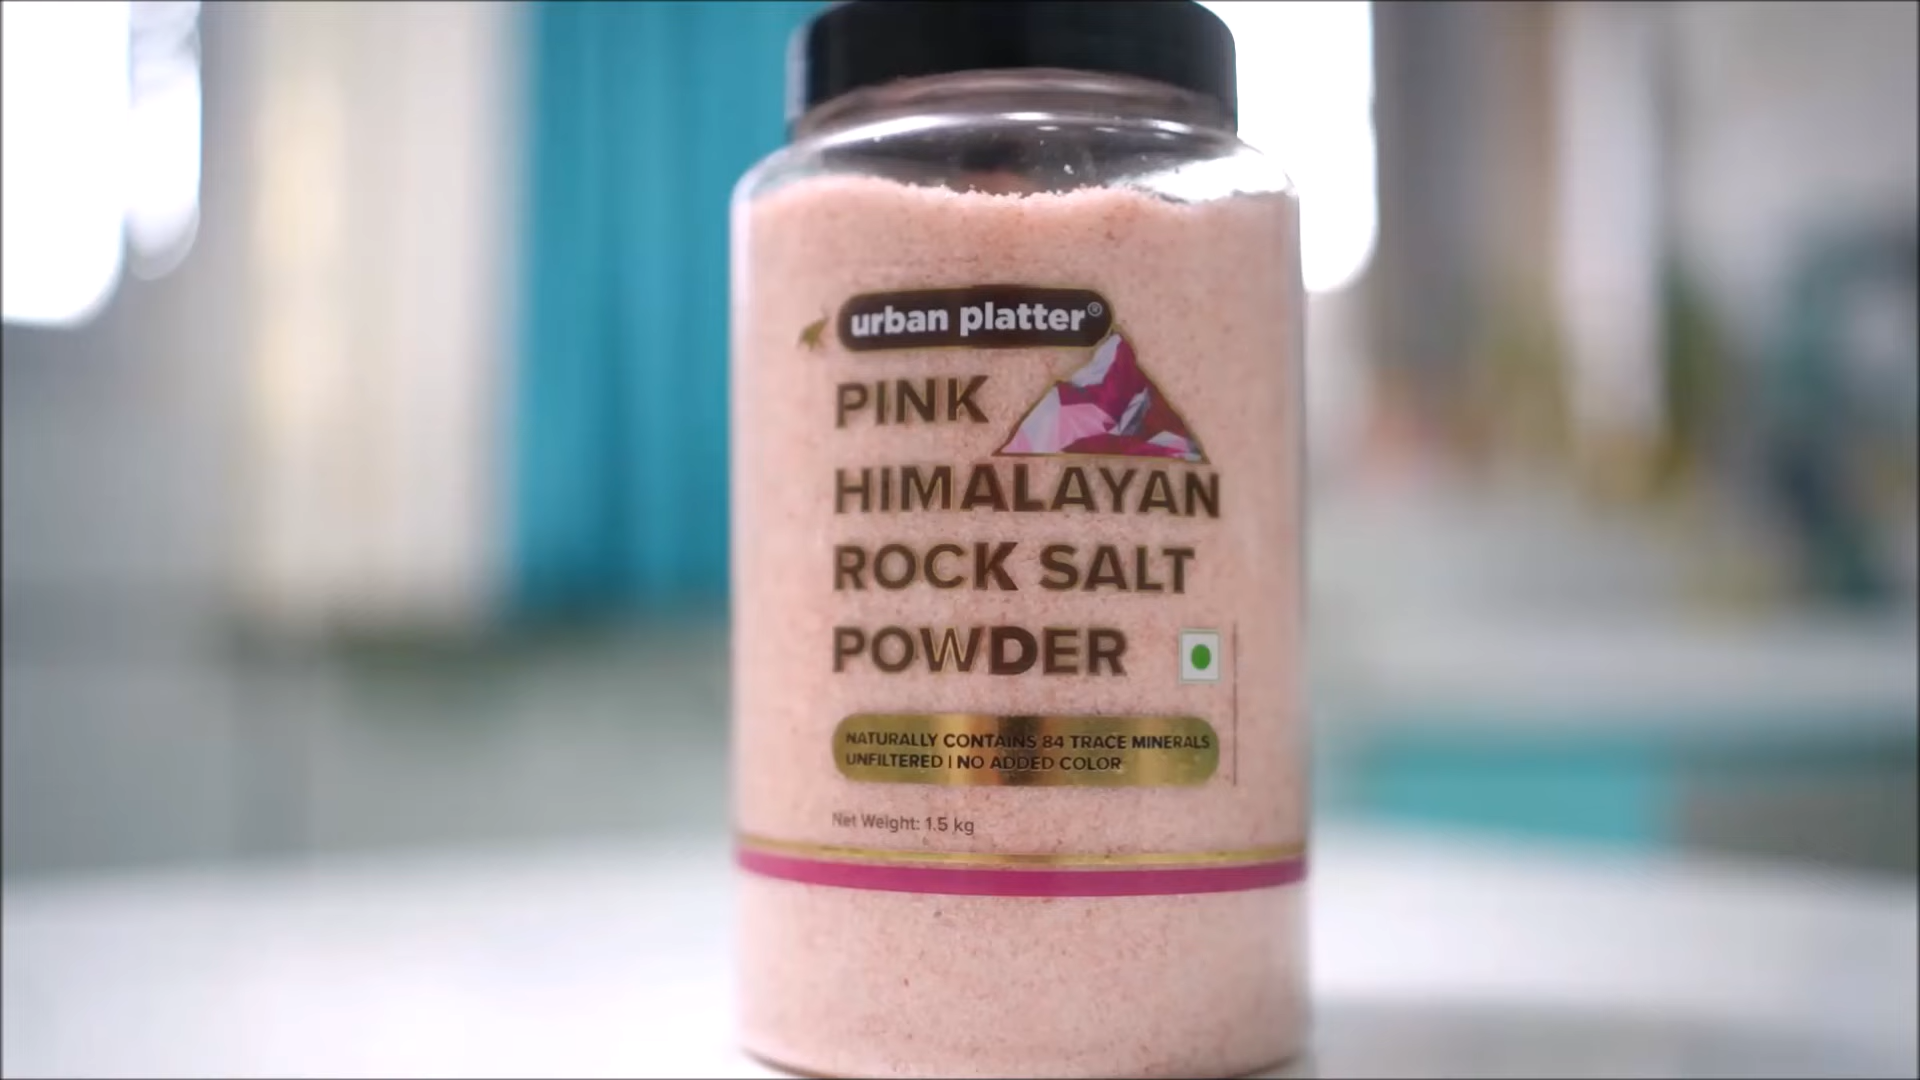 urban platter®
PINK
HIMALAYAN
ROCK SALT
POWDER
NATURALLY CONTAINS 84 TRACE MINERALS
UNFILTERED | NO ADDED COLOR
Net Weight: 1.5 kg